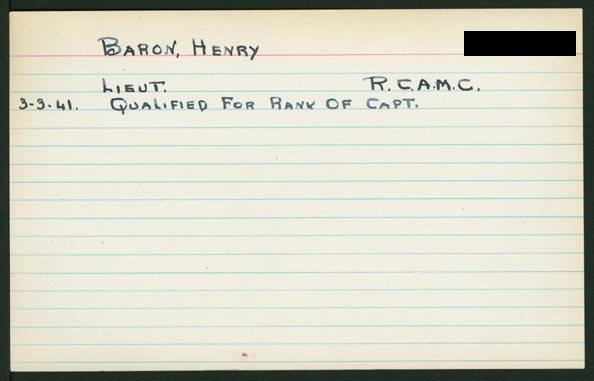 BARON, HENRY
LIEUT. R.C.A.M.C.
3-3-41. QUALIFIED FOR RANK OF CAPT.